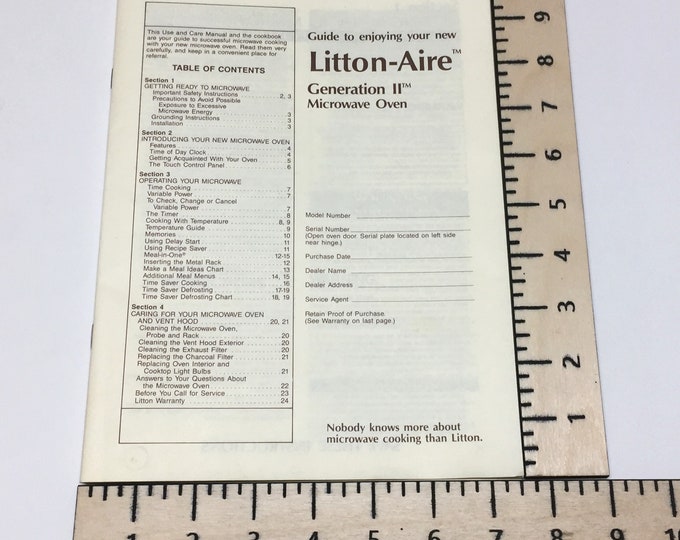 This Use and Care Manual and the cookbook
are your guide to successful microwave cooking
with your new microwave oven. Read them very
carefully, and keep in a convenient place for
referral.
TABLE OF CONTENTS
Section 1
GETTING READY TO MICROWAVE
Important Safety Instructions 2, 3
Precautions to Avoid Possible
Exposure to Excessive
Microwave Energy 3
Grounding Instructions 3
Installation 3
Section 2
INTRODUCING YOUR NEW MICROWAVE OVEN
Features 4
Time of Day Clock 4
Getting Acquainted With Your Oven 5
The Touch Control Panel 6
Section 3
OPERATING YOUR MICROWAVE
Time Cooking 7
Variable Power 7
To Check, Change or Cancel
Variable Power 7
The Timer 8
Cooking With Temperature 8, 9
Temperature Guide 9
Memories 10
Using Delay Start 11
Using Recipe Saver 11
Meal-in-One® 12-15
Inserting the Metal Rack 12
Make a Meal Ideas Chart 13
Additional Meal Menus 14, 15
Time Saver Cooking 16
Time Saver Defrosting 17-19
Time Saver Defrosting Chart 18, 19
Section 4
CARING FOR YOUR MICROWAVE OVEN
AND VENT HOOD 20, 21
Cleaning the Microwave Oven,
Probe and Rack 20
Cleaning the Vent Hood Exterior 20
Cleaning the Exhaust Filter 20
Replacing the Charcoal Filter 21
Replacing Oven Interior and
Cooktop Light Bulbs 21
Answers to Your Questions About
the Microwave Oven 22
Before You Call for Service 23
Litton Warranty 24
Guide to enjoying your new
Litton-Aire™
Generation II™
Microwave Oven
Model Number
Serial Number
(Open oven door. Serial plate located on left side
near hinge.)
Purchase Date
Dealer Name
Dealer Address
Service Agent
Retain Proof of Purchase.
(See Warranty on last page.)
Nobody knows more about
microwave cooking than Litton.
9
8
7
6
5
4
3
2
1
1 2 3 4 5 6 7 8 9 10